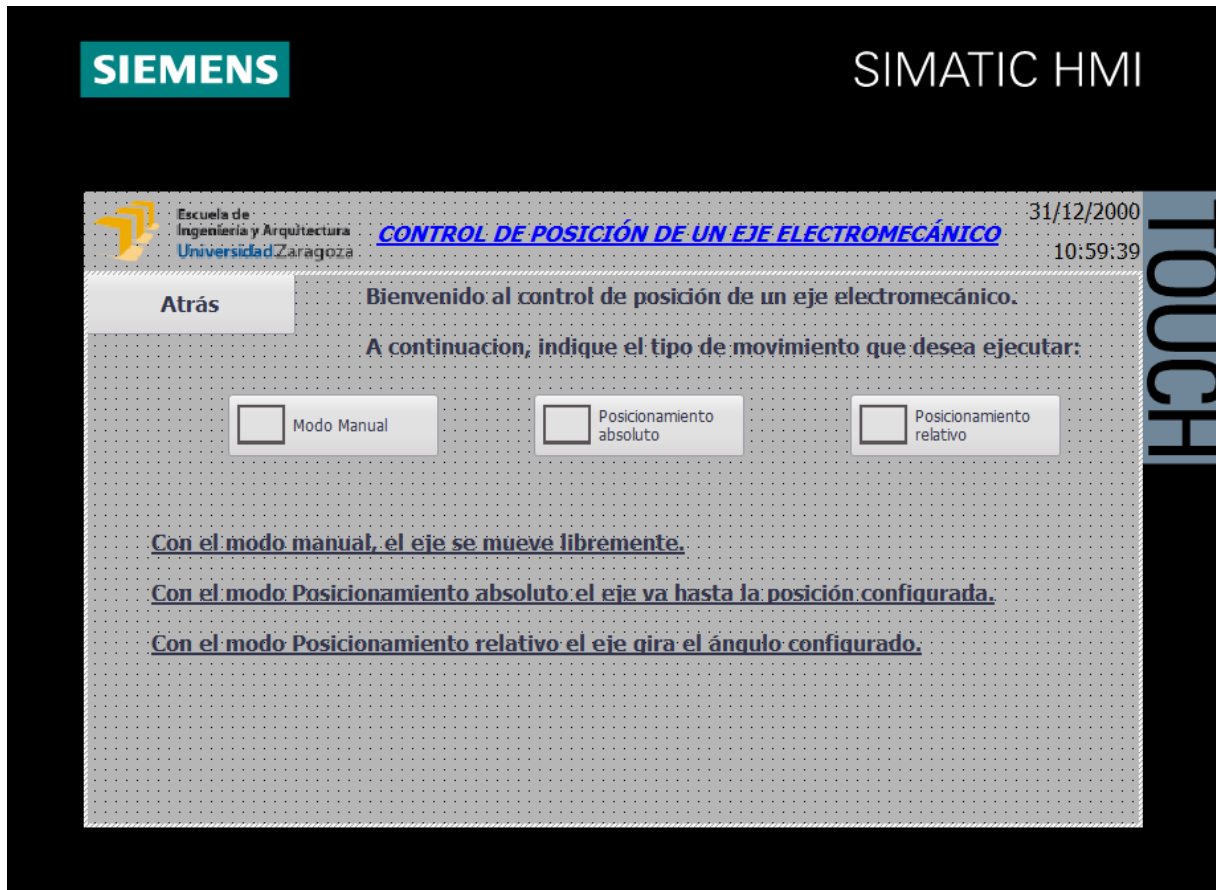 SIEMENS
SIMATIC HMI
TOUCH
Escuela de
Ingeniería y Arquitectura
Universidad Zaragoza
CONTROL DE POSICIÓN DE UN EJE ELECTROMECÁNICO
31/12/2000
10:59:39
Atrás
Bienvenido al control de posición de un eje electromecánico.
A continuacion, indique el tipo de movimiento que desea ejecutar:
Modo Manual
Posicionamiento
absoluto
Posicionamiento
relativo
Con el modo manual, el eje se mueve libremente.
Con el modo Posicionamiento absoluto el eje va hasta la posición configurada.
Con el modo Posicionamiento relativo el eje gira el ángulo configurado.